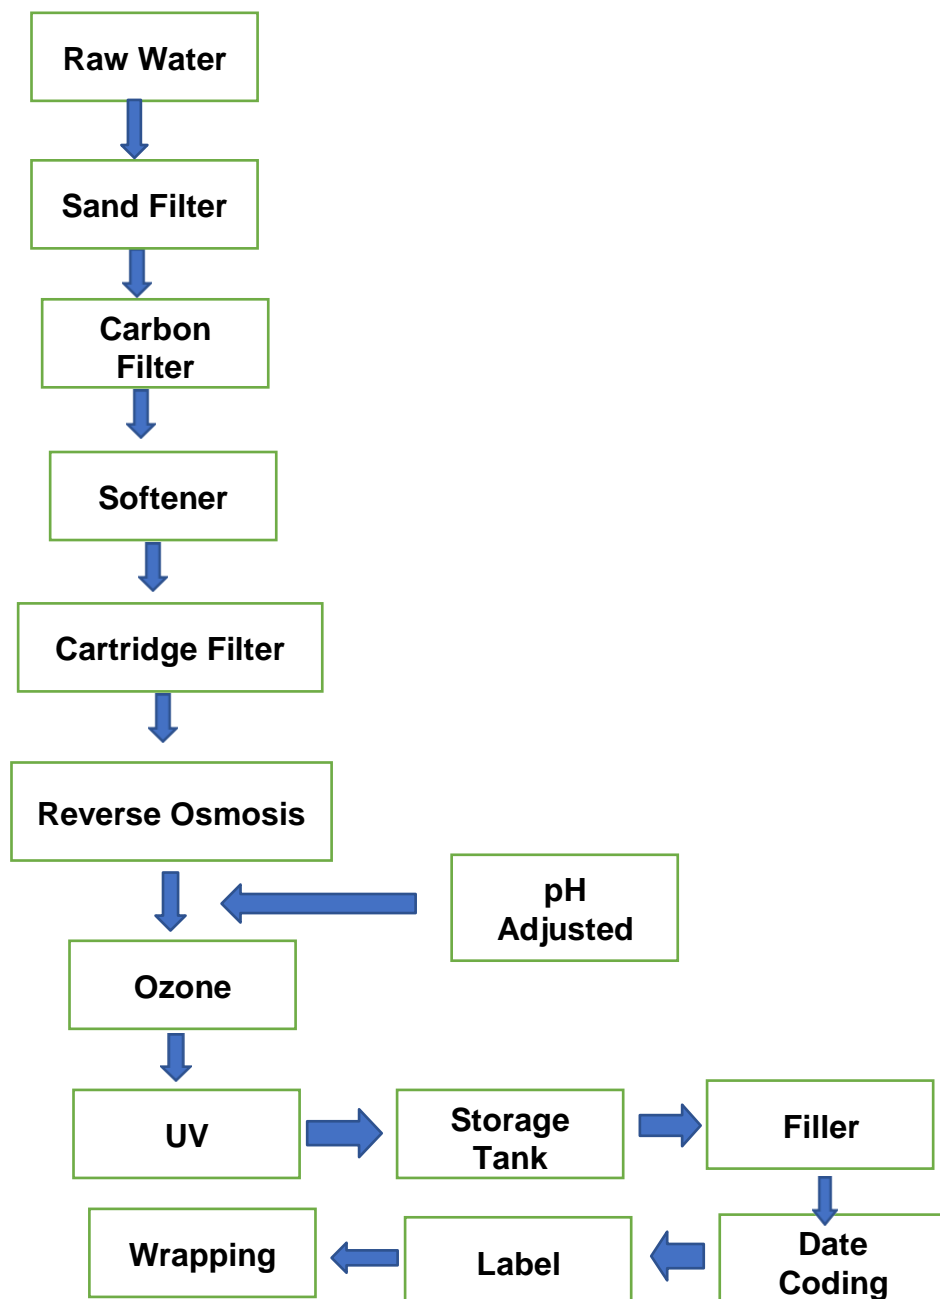 Raw Water
Sand Filter
Carbon
Filter
Softener
Cartridge Filter
Reverse Osmosis
pH
Adjusted
Ozone
UV
Storage
Tank
Filler
Date
Coding
Label
Wrapping